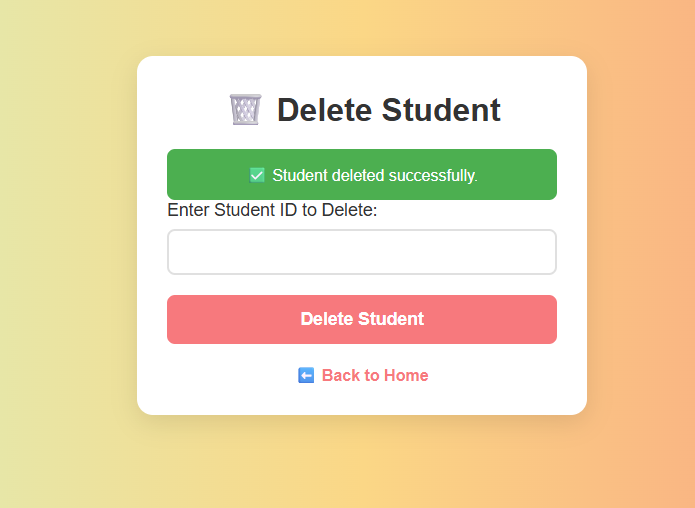 🗑️ Delete Student
✅ Student deleted successfully.
Enter Student ID to Delete:
Delete Student
⬅️ Back to Home